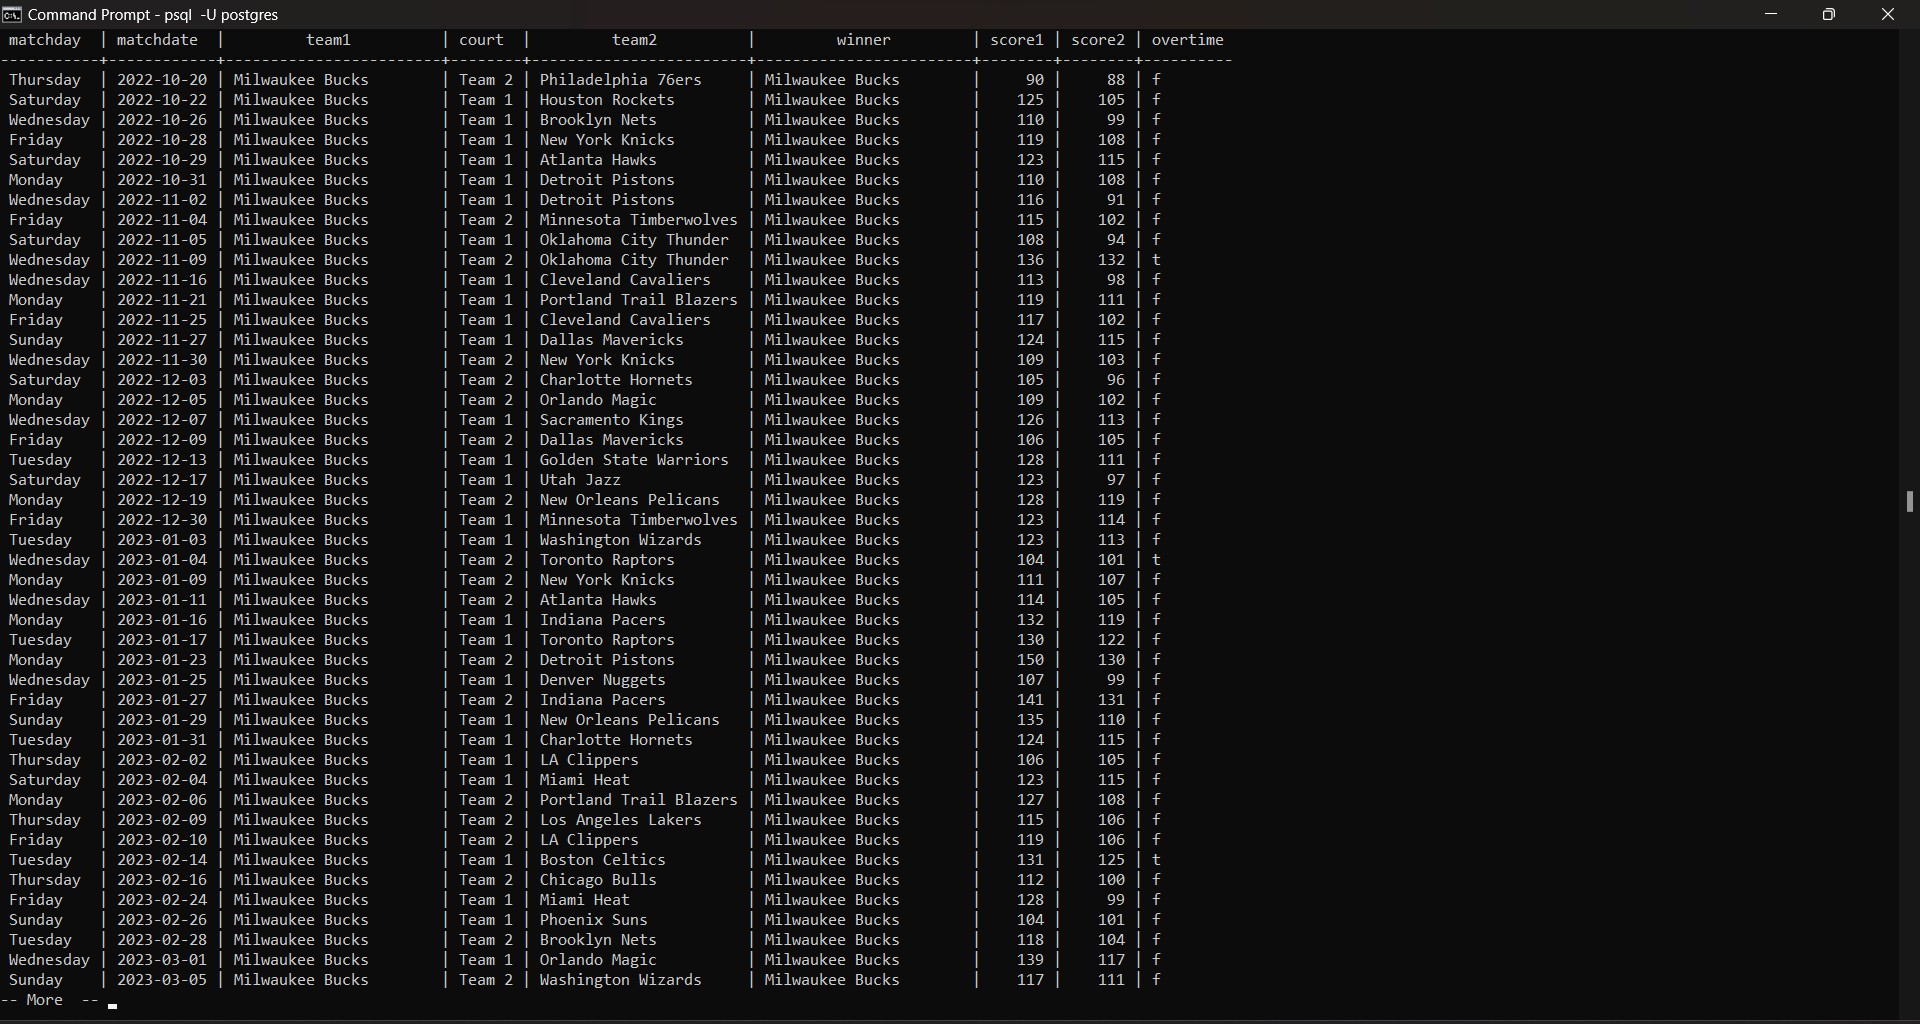 Command Prompt - psql -U postgres
matchday | matchdate | team1 | court | team2 | winner | score1 | score2 | overtime
-----------+------------+-------------------------+--------+-------------------------+-------------------------+--------+--------+----------
Thursday | 2022-10-20 | Milwaukee Bucks | Team 2 | Philadelphia 76ers | Milwaukee Bucks | 90 | 88 | f
Saturday | 2022-10-22 | Milwaukee Bucks | Team 1 | Houston Rockets | Milwaukee Bucks | 125 | 105 | f
Wednesday | 2022-10-26 | Milwaukee Bucks | Team 1 | Brooklyn Nets | Milwaukee Bucks | 110 | 99 | f
Friday | 2022-10-28 | Milwaukee Bucks | Team 1 | New York Knicks | Milwaukee Bucks | 119 | 108 | f
Saturday | 2022-10-29 | Milwaukee Bucks | Team 1 | Atlanta Hawks | Milwaukee Bucks | 123 | 115 | f
Monday | 2022-10-31 | Milwaukee Bucks | Team 1 | Detroit Pistons | Milwaukee Bucks | 110 | 108 | f
Wednesday | 2022-11-02 | Milwaukee Bucks | Team 1 | Detroit Pistons | Milwaukee Bucks | 116 | 91 | f
Friday | 2022-11-04 | Milwaukee Bucks | Team 2 | Minnesota Timberwolves | Milwaukee Bucks | 115 | 102 | f
Saturday | 2022-11-05 | Milwaukee Bucks | Team 1 | Oklahoma City Thunder | Milwaukee Bucks | 108 | 94 | f
Wednesday | 2022-11-09 | Milwaukee Bucks | Team 2 | Oklahoma City Thunder | Milwaukee Bucks | 136 | 132 | t
Wednesday | 2022-11-16 | Milwaukee Bucks | Team 1 | Cleveland Cavaliers | Milwaukee Bucks | 113 | 98 | f
Monday | 2022-11-21 | Milwaukee Bucks | Team 1 | Portland Trail Blazers | Milwaukee Bucks | 119 | 111 | f
Friday | 2022-11-25 | Milwaukee Bucks | Team 1 | Cleveland Cavaliers | Milwaukee Bucks | 117 | 102 | f
Sunday | 2022-11-27 | Milwaukee Bucks | Team 1 | Dallas Mavericks | Milwaukee Bucks | 124 | 115 | f
Wednesday | 2022-11-30 | Milwaukee Bucks | Team 2 | New York Knicks | Milwaukee Bucks | 109 | 103 | f
Saturday | 2022-12-03 | Milwaukee Bucks | Team 2 | Charlotte Hornets | Milwaukee Bucks | 105 | 96 | f
Monday | 2022-12-05 | Milwaukee Bucks | Team 2 | Orlando Magic | Milwaukee Bucks | 109 | 102 | f
Wednesday | 2022-12-07 | Milwaukee Bucks | Team 1 | Sacramento Kings | Milwaukee Bucks | 126 | 113 | f
Friday | 2022-12-09 | Milwaukee Bucks | Team 2 | Dallas Mavericks | Milwaukee Bucks | 106 | 105 | f
Tuesday | 2022-12-13 | Milwaukee Bucks | Team 1 | Golden State Warriors | Milwaukee Bucks | 128 | 111 | f
Saturday | 2022-12-17 | Milwaukee Bucks | Team 1 | Utah Jazz | Milwaukee Bucks | 123 | 97 | f
Monday | 2022-12-19 | Milwaukee Bucks | Team 2 | New Orleans Pelicans | Milwaukee Bucks | 128 | 119 | f
Friday | 2022-12-30 | Milwaukee Bucks | Team 1 | Minnesota Timberwolves | Milwaukee Bucks | 123 | 114 | f
Tuesday | 2023-01-03 | Milwaukee Bucks | Team 1 | Washington Wizards | Milwaukee Bucks | 123 | 113 | f
Wednesday | 2023-01-04 | Milwaukee Bucks | Team 2 | Toronto Raptors | Milwaukee Bucks | 104 | 101 | t
Monday | 2023-01-09 | Milwaukee Bucks | Team 2 | New York Knicks | Milwaukee Bucks | 111 | 107 | f
Wednesday | 2023-01-11 | Milwaukee Bucks | Team 2 | Atlanta Hawks | Milwaukee Bucks | 114 | 105 | f
Monday | 2023-01-16 | Milwaukee Bucks | Team 1 | Indiana Pacers | Milwaukee Bucks | 132 | 119 | f
Tuesday | 2023-01-17 | Milwaukee Bucks | Team 1 | Toronto Raptors | Milwaukee Bucks | 130 | 122 | f
Monday | 2023-01-23 | Milwaukee Bucks | Team 2 | Detroit Pistons | Milwaukee Bucks | 150 | 130 | f
Wednesday | 2023-01-25 | Milwaukee Bucks | Team 1 | Denver Nuggets | Milwaukee Bucks | 107 | 99 | f
Friday | 2023-01-27 | Milwaukee Bucks | Team 2 | Indiana Pacers | Milwaukee Bucks | 141 | 131 | f
Sunday | 2023-01-29 | Milwaukee Bucks | Team 1 | New Orleans Pelicans | Milwaukee Bucks | 135 | 110 | f
Tuesday | 2023-01-31 | Milwaukee Bucks | Team 1 | Charlotte Hornets | Milwaukee Bucks | 124 | 115 | f
Thursday | 2023-02-02 | Milwaukee Bucks | Team 1 | LA Clippers | Milwaukee Bucks | 106 | 105 | f
Saturday | 2023-02-04 | Milwaukee Bucks | Team 1 | Miami Heat | Milwaukee Bucks | 123 | 115 | f
Monday | 2023-02-06 | Milwaukee Bucks | Team 2 | Portland Trail Blazers | Milwaukee Bucks | 127 | 108 | f
Thursday | 2023-02-09 | Milwaukee Bucks | Team 2 | Los Angeles Lakers | Milwaukee Bucks | 115 | 106 | f
Friday | 2023-02-10 | Milwaukee Bucks | Team 2 | LA Clippers | Milwaukee Bucks | 119 | 106 | f
Tuesday | 2023-02-14 | Milwaukee Bucks | Team 1 | Boston Celtics | Milwaukee Bucks | 131 | 125 | t
Thursday | 2023-02-16 | Milwaukee Bucks | Team 2 | Chicago Bulls | Milwaukee Bucks | 112 | 100 | f
Friday | 2023-02-24 | Milwaukee Bucks | Team 1 | Miami Heat | Milwaukee Bucks | 128 | 99 | f
Sunday | 2023-02-26 | Milwaukee Bucks | Team 1 | Phoenix Suns | Milwaukee Bucks | 104 | 101 | f
Tuesday | 2023-02-28 | Milwaukee Bucks | Team 2 | Brooklyn Nets | Milwaukee Bucks | 118 | 104 | f
Wednesday | 2023-03-01 | Milwaukee Bucks | Team 1 | Orlando Magic | Milwaukee Bucks | 139 | 117 | f
Sunday | 2023-03-05 | Milwaukee Bucks | Team 2 | Washington Wizards | Milwaukee Bucks | 117 | 111 | f
-- More --